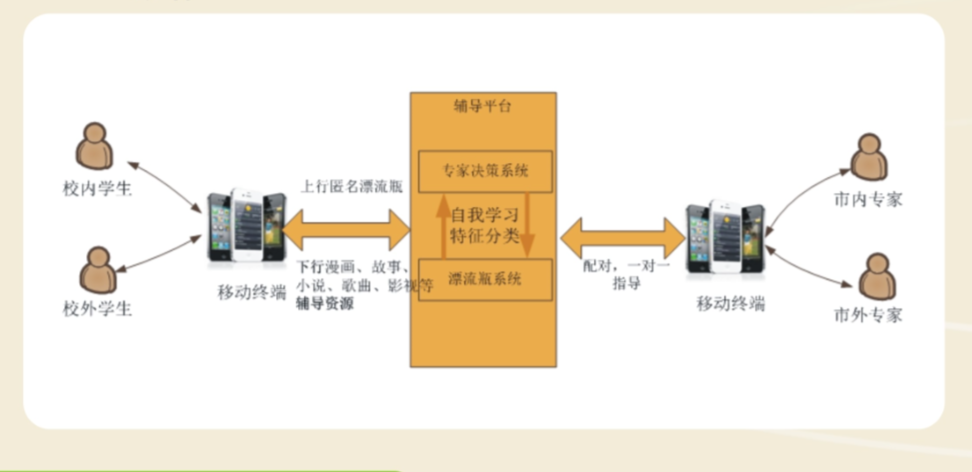 辅导平台
专家决策系统
校内学生
上行匿名漂流瓶
市内专家
自我学习
特征分类
下行漫画、故事、
小说、歌曲、影视等
辅导资源
漂流瓶系统
配对，一对一
指导
移动终端
移动终端
校外学生
市外专家